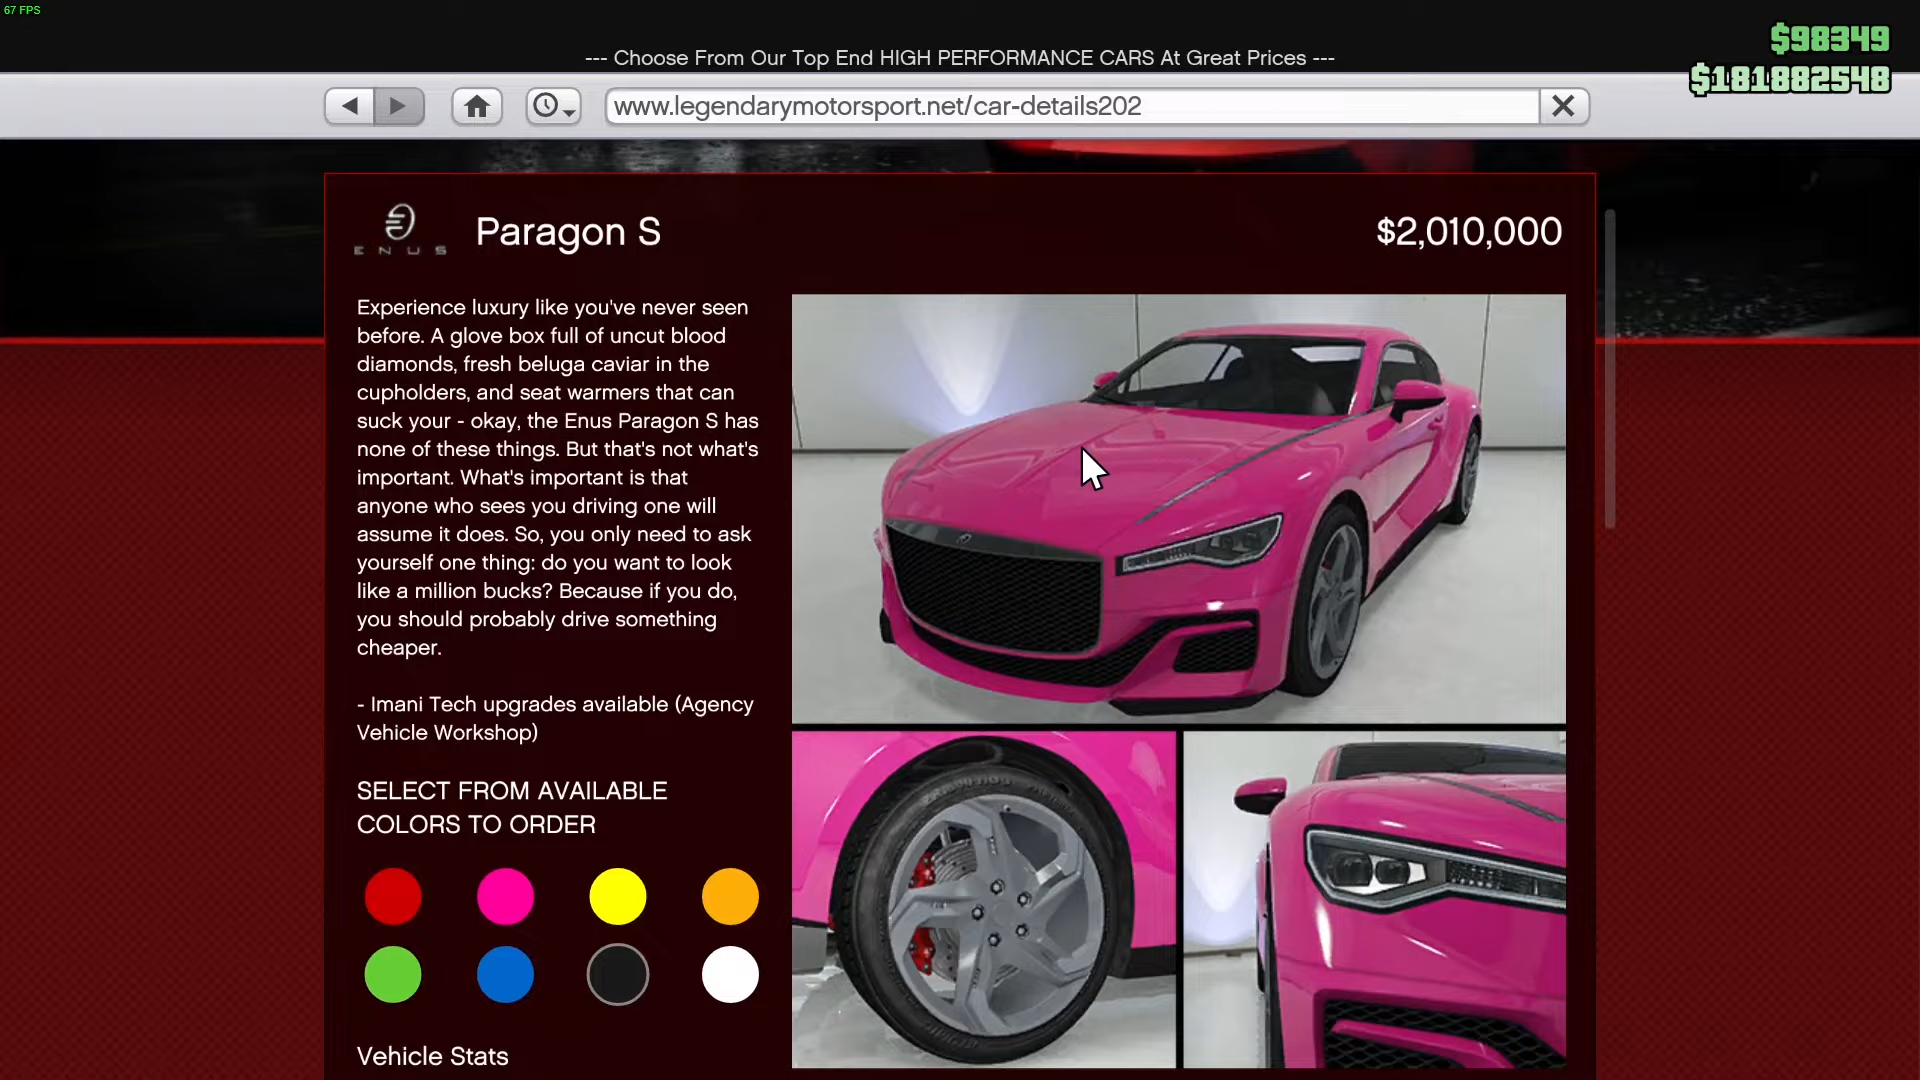 67 FPS
--- Choose From Our Top End HIGH PERFORMANCE CARS At Great Prices ---
$98349
$181882548
www.legendarymotorsport.net/car-details202
ENUS
Paragon S
$2,010,000
Experience luxury like you've never seen
before. A glove box full of uncut blood
diamonds, fresh beluga caviar in the
cupholders, and seat warmers that can
suck your - okay, the Enus Paragon S has
none of these things. But that's not what's
important. What's important is that
anyone who sees you driving one will
assume it does. So, you only need to ask
yourself one thing: do you want to look
like a million bucks? Because if you do,
you should probably drive something
cheaper.
- Imani Tech upgrades available (Agency
Vehicle Workshop)
SELECT FROM AVAILABLE
COLORS TO ORDER
Vehicle Stats